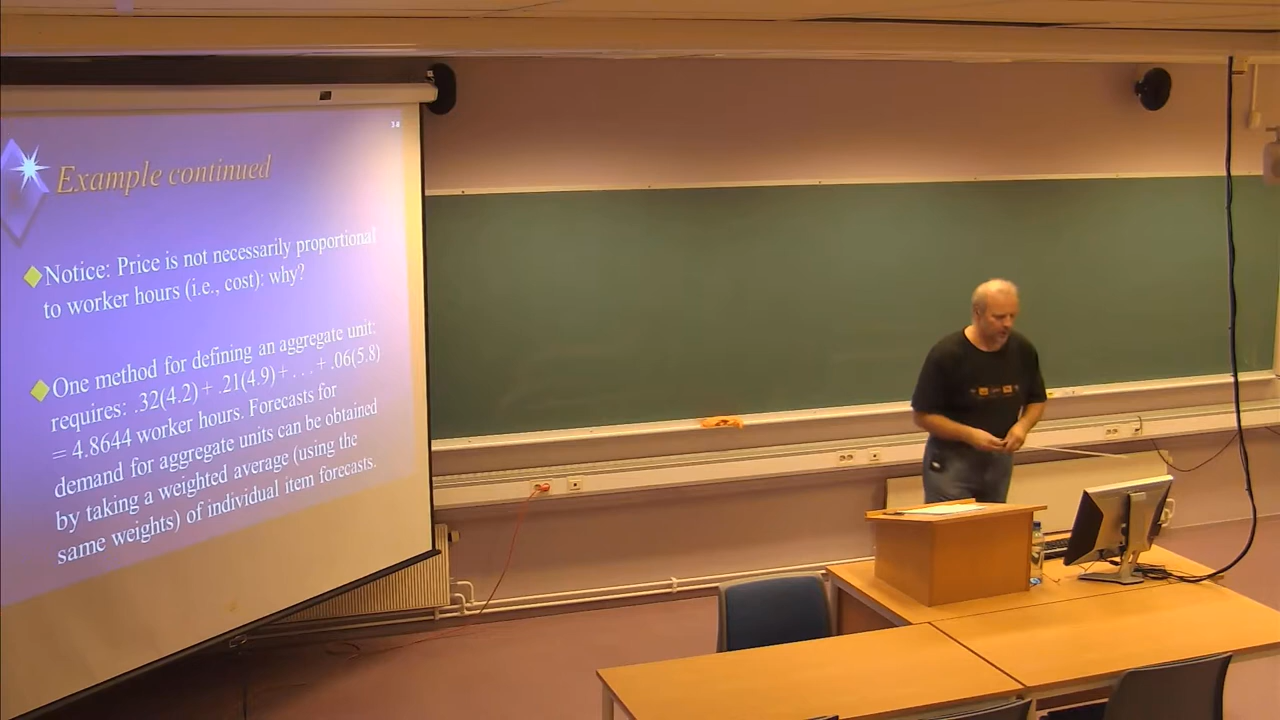 38
Example continued
Notice: Price is not necessarily proportional
to worker hours (i.e., cost): why?
One method for defining an aggregate unit:
requires: .32(4.2) + .21(4.9) + . . . + .06(5.8)
= 4.8644 worker hours. Forecasts for
demand for aggregate units can be obtained
by taking a weighted average (using the
same weights) of individual item forecasts.